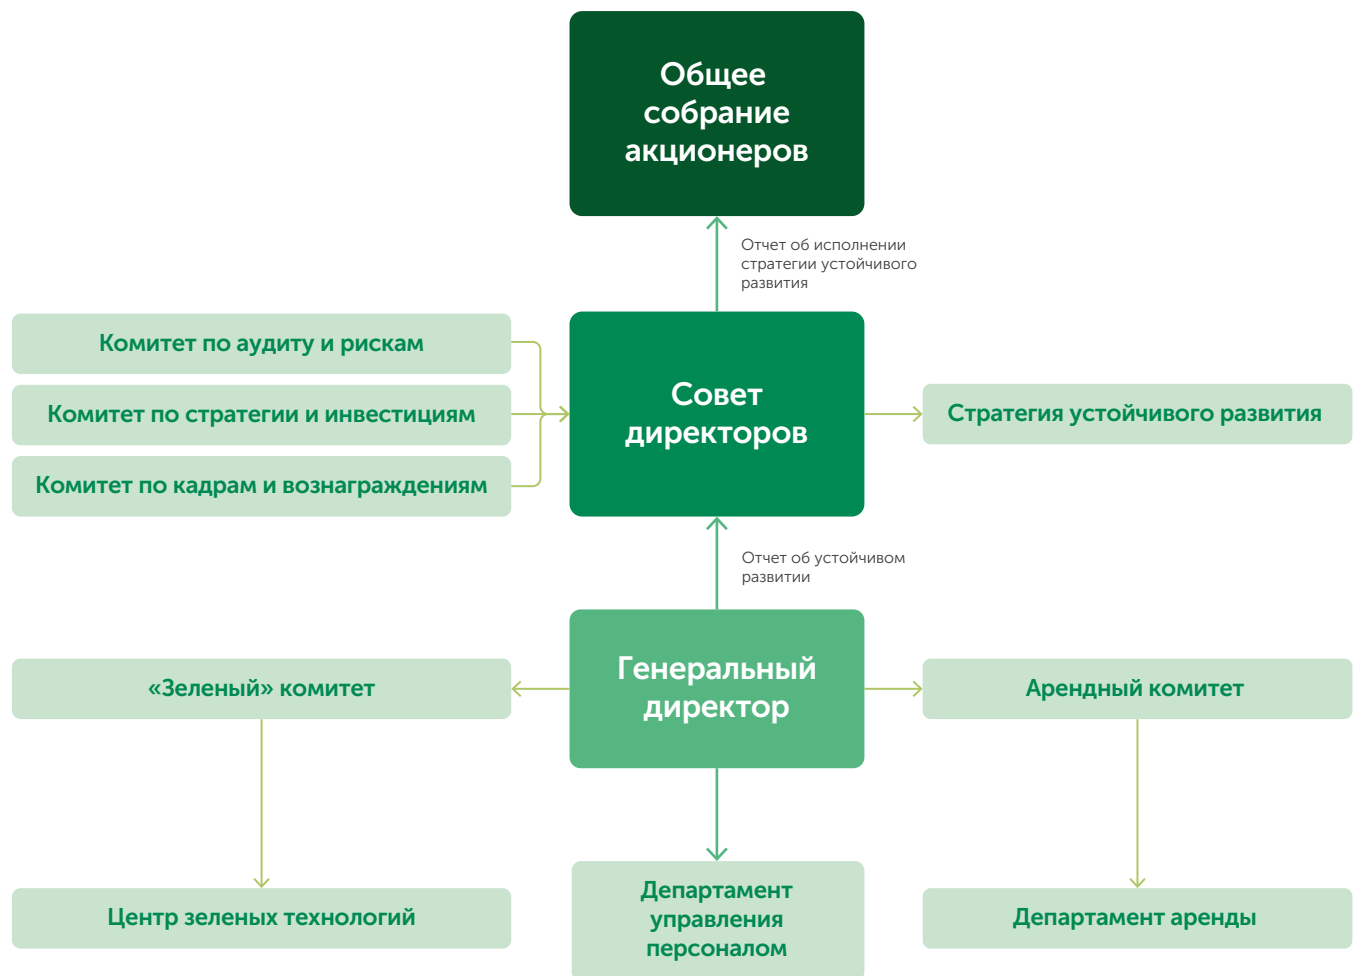 Общее
собрание
акционеров
Отчет об исполнении
стратегии устойчивого
развития
Комитет по аудиту и рискам
Комитет по стратегии и инвестициям
Комитет по кадрам и вознаграждениям
Совет
директоров
Стратегия устойчивого развития
Отчет об устойчивом
развитии
«Зеленый» комитет
Генеральный
директор
Арендный комитет
Центр зеленых технологий
Департамент
управления
персоналом
Департамент аренды